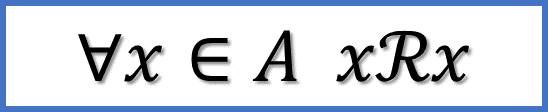 ∀x ∈ A xℛx